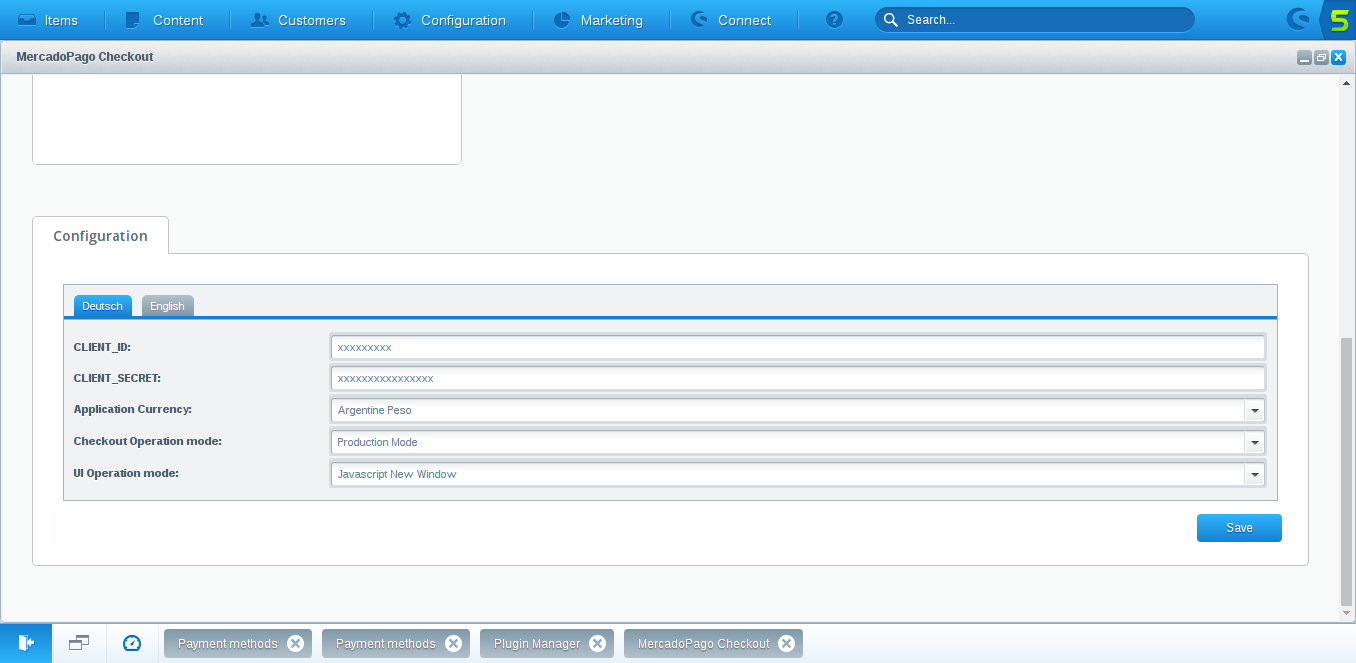 Items Content Customers Configuration Marketing Connect ? Search... 5
MercadoPago Checkout
Configuration
Deutsch English
CLIENT_ID: xxxxxxxxx
CLIENT_SECRET: xxxxxxxxxxxxxxxx
Application Currency: Argentine Peso
Checkout Operation mode: Production Mode
UI Operation mode: Javascript New Window
Save
Payment methods Payment methods Plugin Manager MercadoPago Checkout